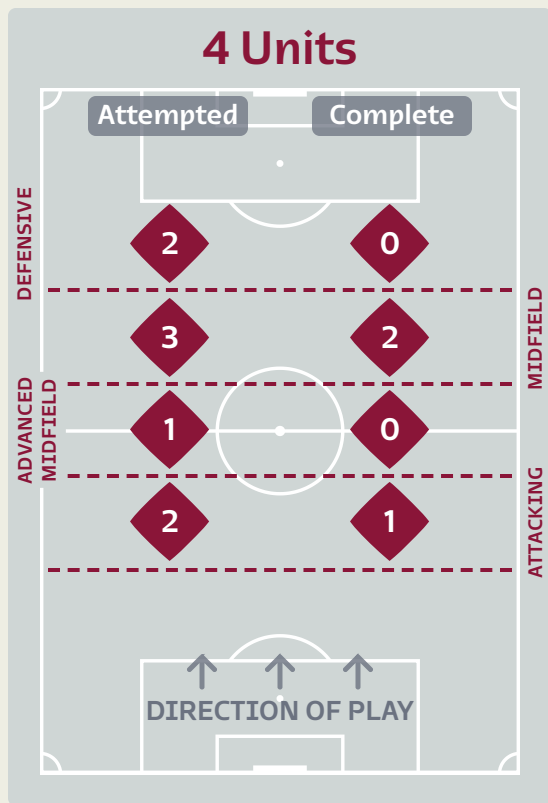 4 Units
Attempted Complete
DEFENSIVE
2 0
MIDFIELD
3 2
ADVANCED
MIDFIELD
1 0
ATTACKING
2 1
DIRECTION OF PLAY